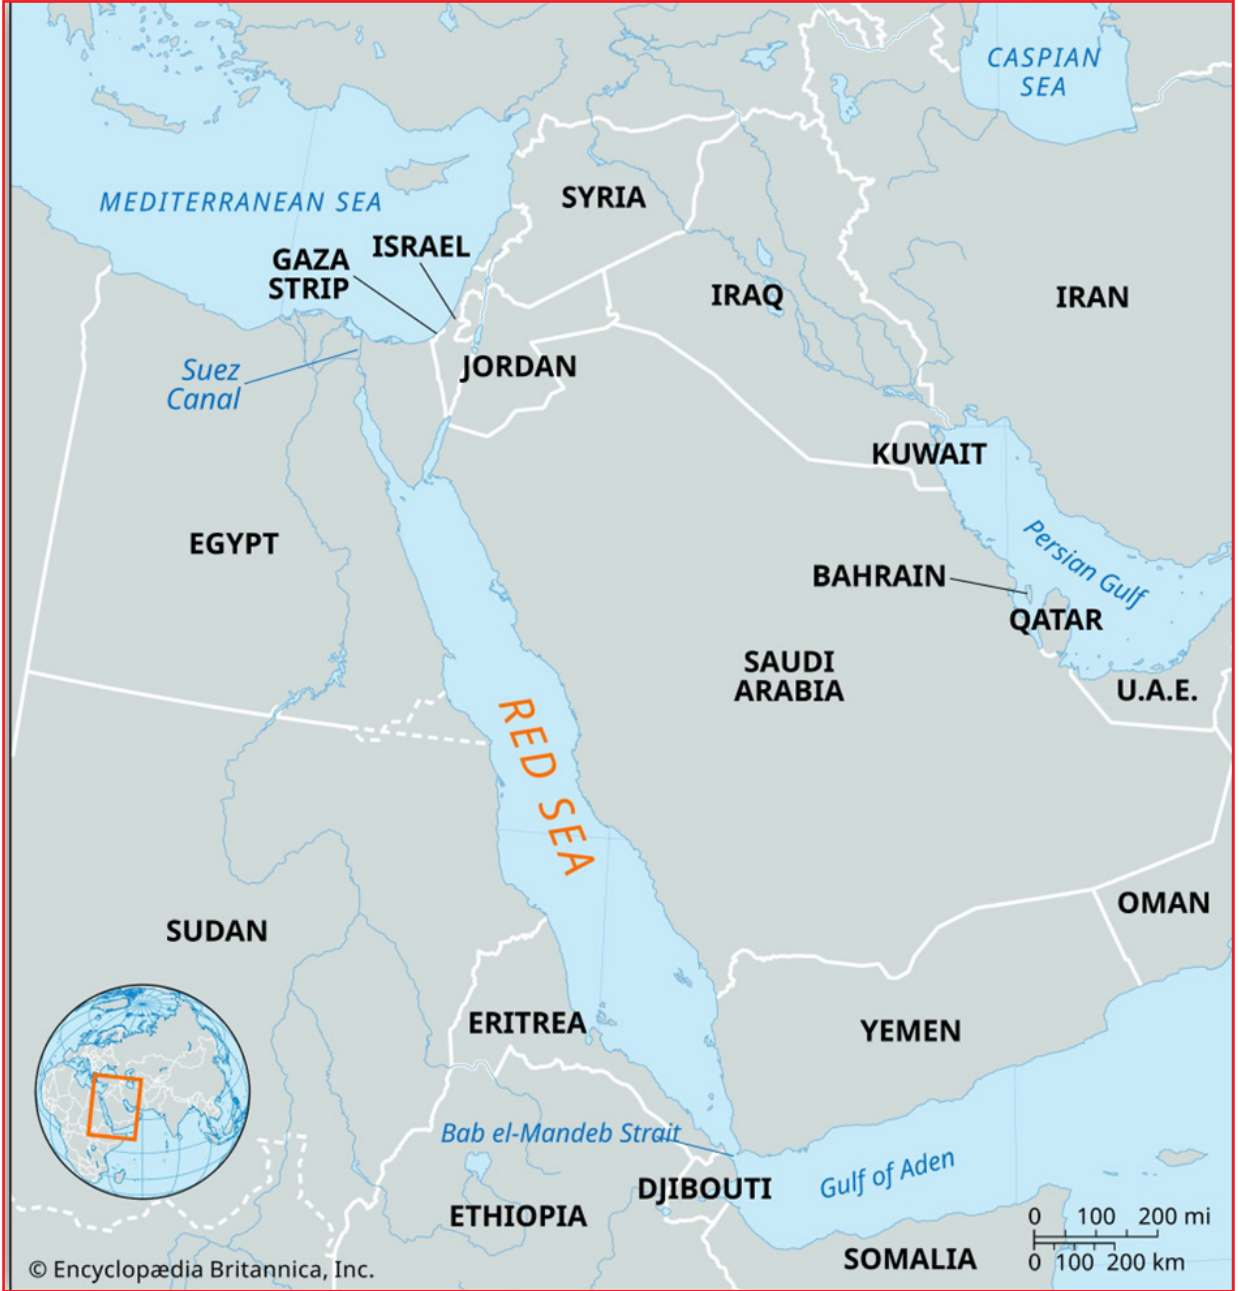 CASPIAN
SEA
MEDITERRANEAN SEA
SYRIA
ISRAEL
GAZA
STRIP
IRAQ
IRAN
JORDAN
Suez
Canal
KUWAIT
EGYPT
Persian Gulf
BAHRAIN
QATAR
SAUDI
ARABIA
U.A.E.
RED SEA
OMAN
SUDAN
ERITREA
YEMEN
Bab el-Mandeb Strait
Gulf of Aden
DJIBOUTI
ETHIOPIA
SOMALIA
0 100 200 mi
0 100 200 km
© Encyclopædia Britannica, Inc.